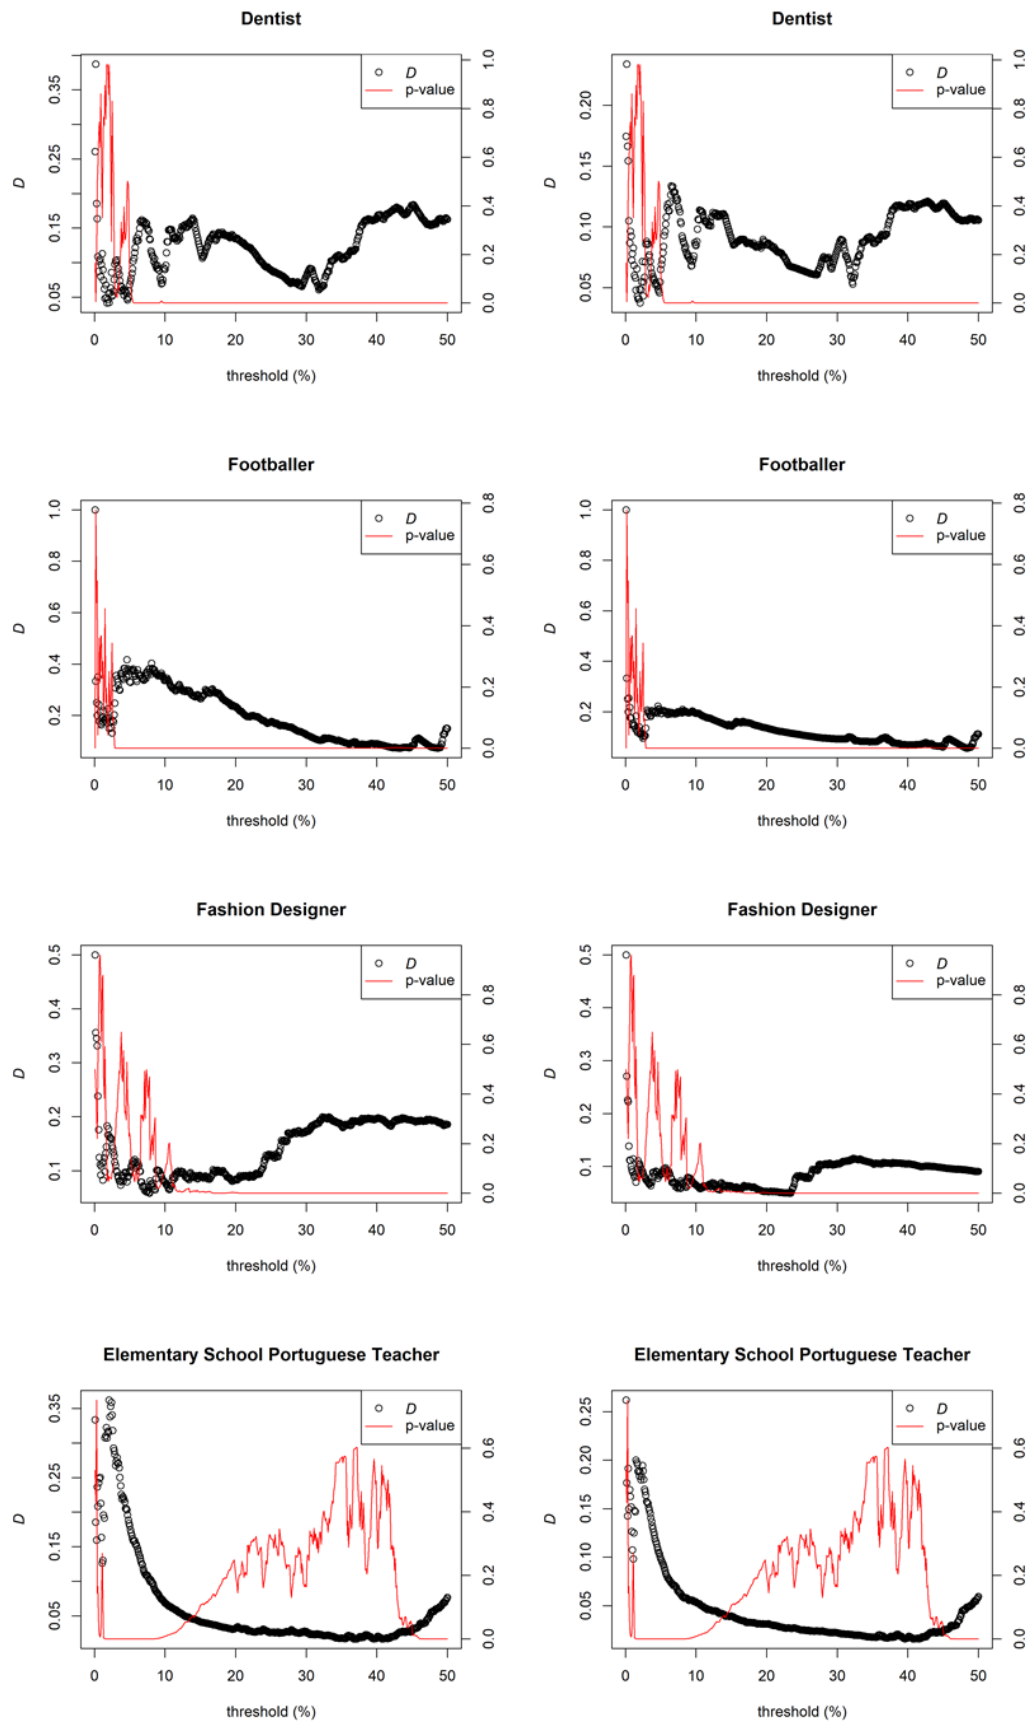 Dentist
D
p-value
0.05
0.15
0.25
0.35
D
0.0
0.2
0.4
0.6
0.8
1.0
0 10 20 30 40 50
threshold (%)
Dentist
D
p-value
0.05
0.10
0.15
0.20
0.0
0.2
0.4
0.6
0.8
1.0
D
0 10 20 30 40 50
threshold (%)
Footballer
D
p-value
0.2
0.4
0.6
0.8
1.0
D
0.0
0.2
0.4
0.6
0.8
0 10 20 30 40 50
threshold (%)
Footballer
D
p-value
0.2
0.4
0.6
0.8
1.0
D
0.0
0.2
0.4
0.6
0.8
0 10 20 30 40 50
threshold (%)
Fashion Designer
D
p-value
0.1
0.2
0.3
0.4
0.5
D
0.0
0.2
0.4
0.6
0.8
0 10 20 30 40 50
threshold (%)
Fashion Designer
D
p-value
0.1
0.2
0.3
0.4
0.5
D
0.0
0.2
0.4
0.6
0.8
0 10 20 30 40 50
threshold (%)
Elementary School Portuguese Teacher
D
p-value
0.05
0.15
0.25
0.35
D
0.0
0.2
0.4
0.6
0 10 20 30 40 50
threshold (%)
Elementary School Portuguese Teacher
D
p-value
0.05
0.10
0.15
0.20
0.25
D
0.0
0.2
0.4
0.6
0 10 20 30 40 50
threshold (%)